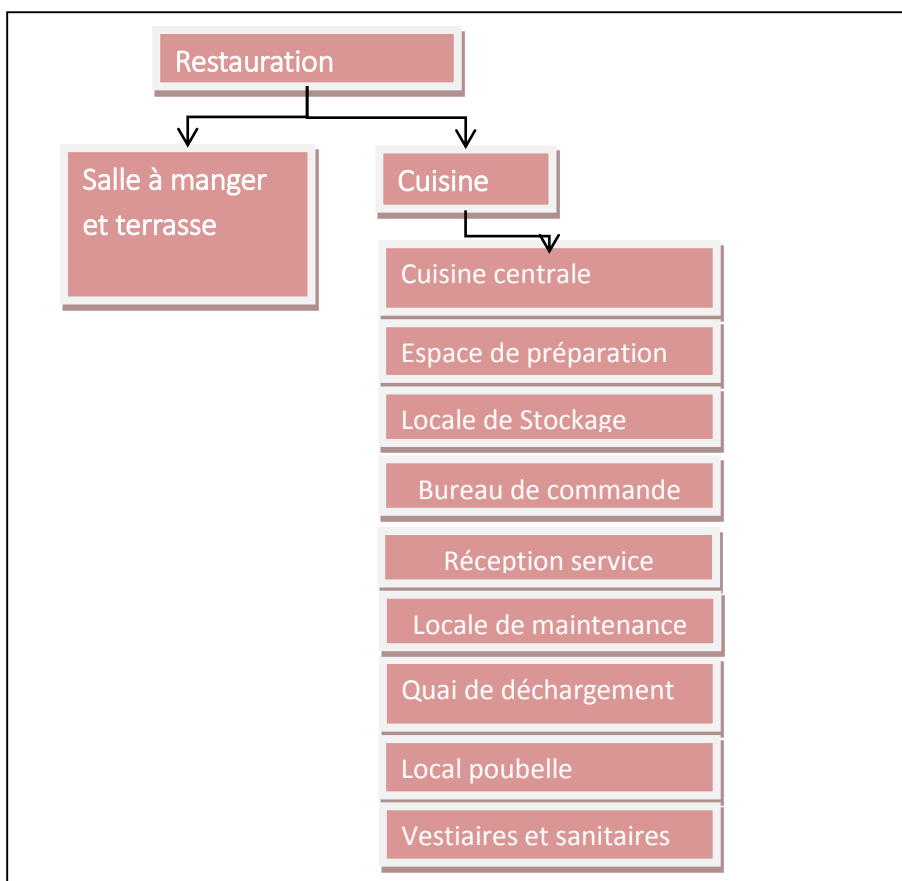 Restauration
Salle à manger
et terrasse
Cuisine
Cuisine centrale
Espace de préparation
Locale de Stockage
Bureau de commande
Réception service
Locale de maintenance
Quai de déchargement
Local poubelle
Vestiaires et sanitaires